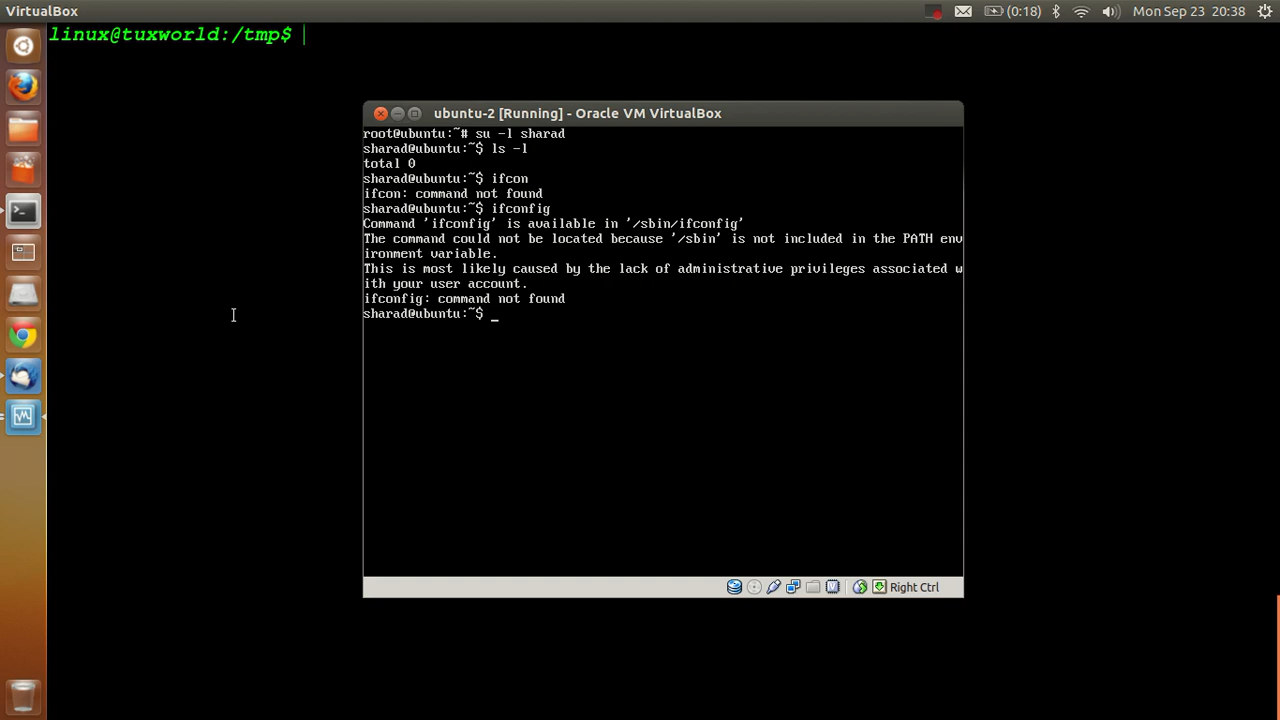 VirtualBox
(0:18)
Mon Sep 23 20:38
linux@tuxworld:/tmp$
ubuntu-2 [Running] - Oracle VM VirtualBox
root@ubuntu:~# su -l sharad
sharad@ubuntu:~$ ls -l
total 0
sharad@ubuntu:~$ ifcon
ifcon: command not found
sharad@ubuntu:~$ ifconfig
Command 'ifconfig' is available in '/sbin/ifconfig'
The command could not be located because '/sbin' is not included in the PATH env
ironment variable.
This is most likely caused by the lack of administrative privileges associated w
ith your user account.
ifconfig: command not found
sharad@ubuntu:~$ _
Right Ctrl